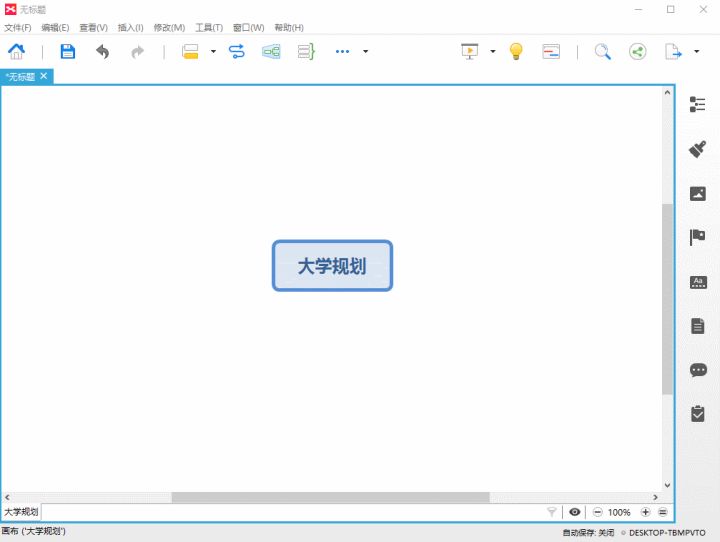 无标题
文件(F) 编辑(E) 查看(V) 插入(I) 修改(M) 工具(T) 窗口(W) 帮助(H)
*无标题
大学规划
Aa
大学规划 100%
画布 ('大学规划') 自动保存: 关闭 DESKTOP-TBMPVTO